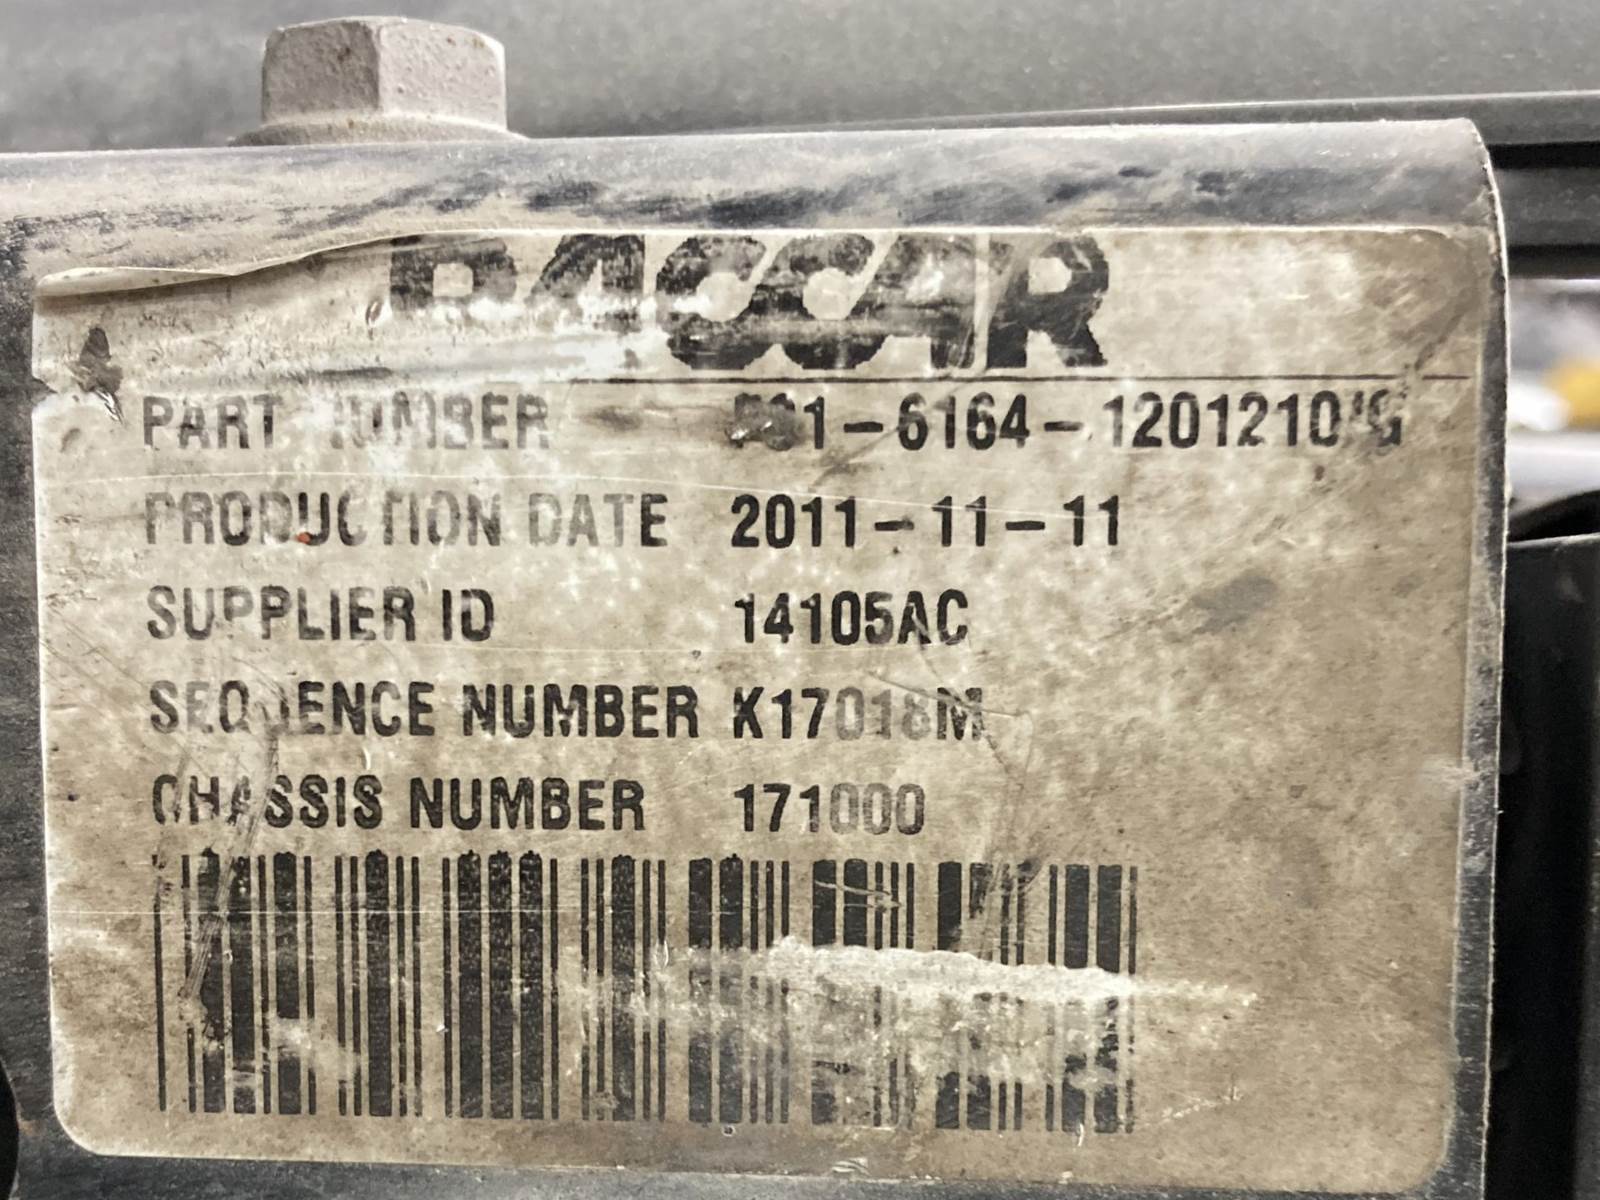 PACCAR
PART NUMBER
PRODUCTION DATE 2011-11-11
SUPPLIER ID 14105AC
SEQUENCE NUMBER K17018M
CHASSIS NUMBER 171000